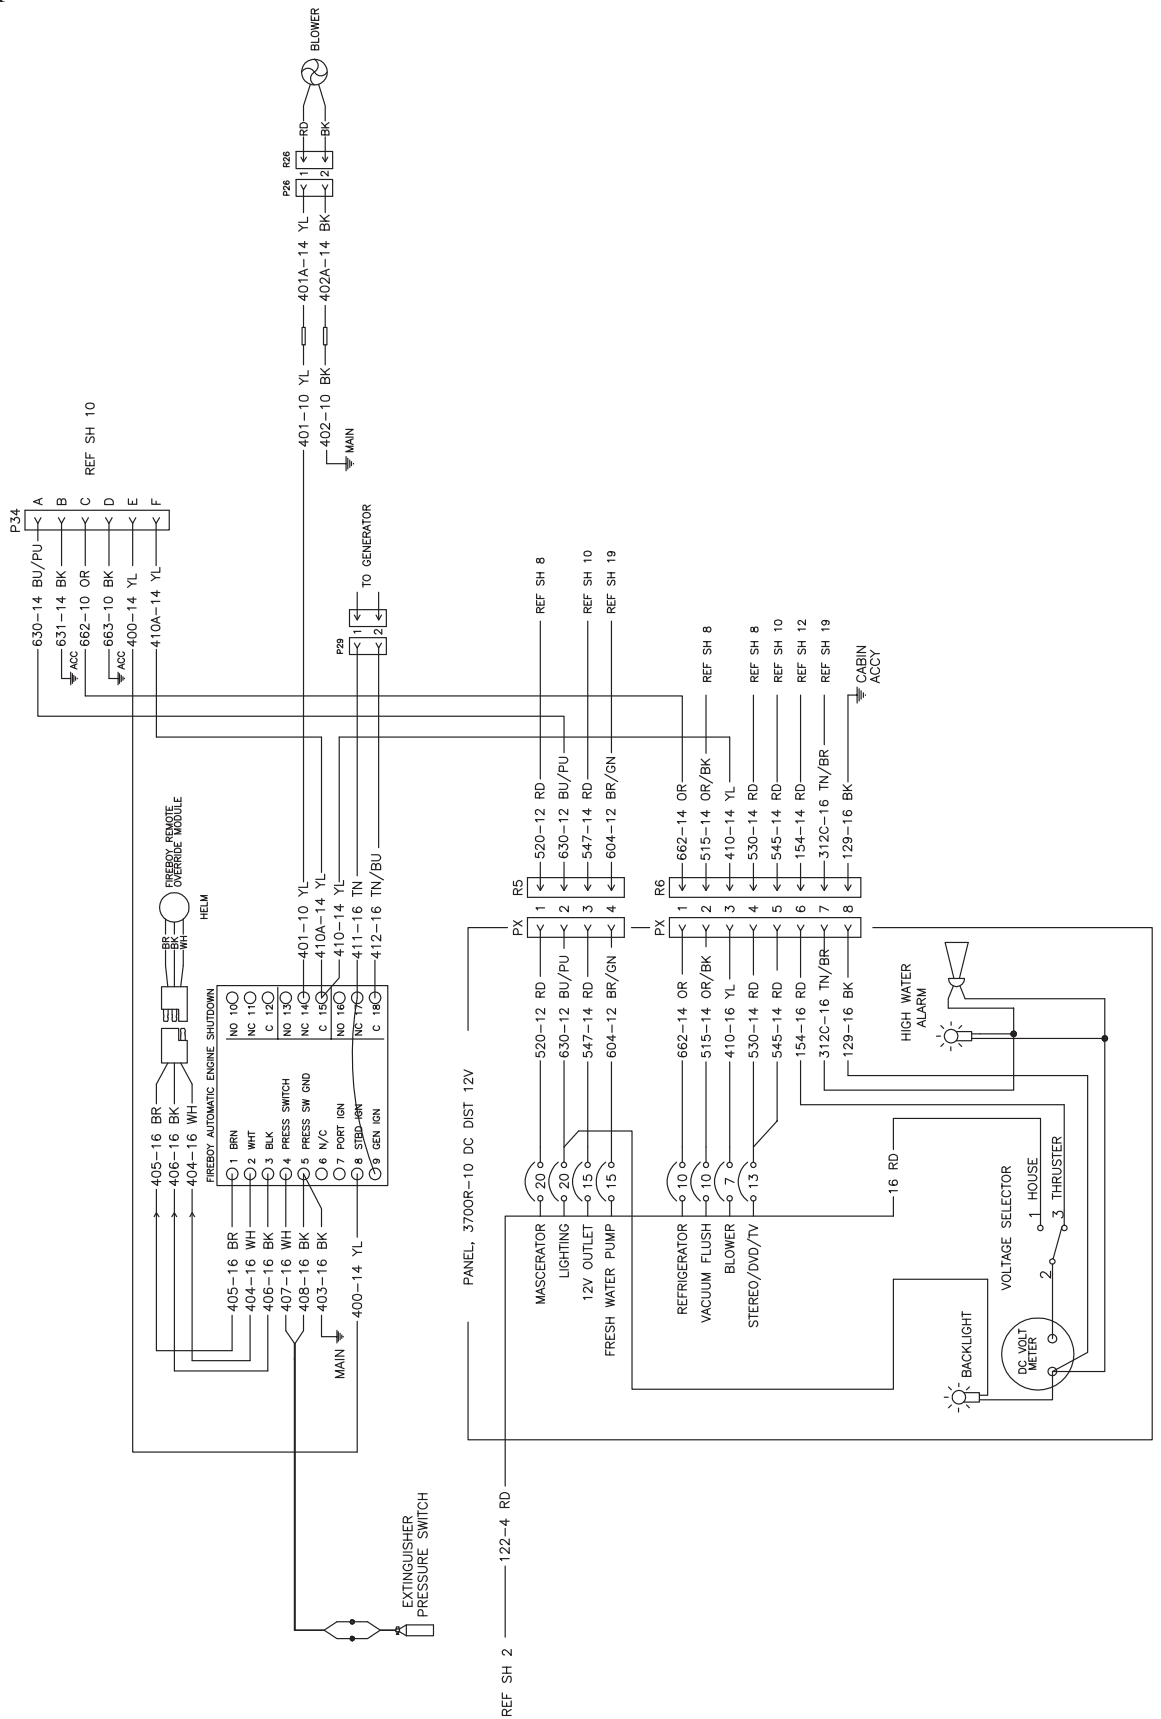 BLOWER
RD
BK
R26
P26
1
2
401A-14 YL
402A-14 BK
401-10 YL
402-10 BK
MAIN
P34
A
B
C
D
E
F
REF SH 10
630-14 BU/PU
631-14 BK
662-10 OR
663-10 BK
400-14 YL
410A-14 YL
ACC
ACC
TO GENERATOR
P29
1
2
FIREBOY REMOTE
OVERRIDE MODULE
HELM
BR
BK
WH
401-10 YL
410A-14 YL
410-14 YL
411-16 TN
412-16 TN/BU
FIREBOY AUTOMATIC ENGINE SHUTDOWN
NO 10
NC 11
C 12
NO 13
NC 14
C 15
NO 16
NC 17
C 18
1 BRN
2 WHT
3 BLK
4 PRESS SWITCH
5 PRESS SW GND
6 N/C
7 PORT IGN
8 STBD IGN
9 GEN IGN
405-16 BR
406-16 BK
404-16 WH
405-16 BR
404-16 WH
406-16 BK
407-16 WH
408-16 BK
403-16 BK
400-14 YL
MAIN
EXTINGUISHER
PRESSURE SWITCH
REF SH 8
REF SH 10
REF SH 19
520-12 RD
630-12 BU/PU
547-14 RD
604-12 BR/GN
R5
PX
1
2
3
4
520-12 RD
630-12 BU/PU
547-14 RD
604-12 BR/GN
20
20
15
15
MASCERATOR
LIGHTING
12V OUTLET
FRESH WATER PUMP
REF SH 8
REF SH 8
REF SH 10
REF SH 12
REF SH 19
CABIN
ACCY
662-14 OR
515-14 OR/BK
410-14 YL
530-14 RD
545-14 RD
154-14 RD
312C-16 TN/BR
129-16 BK
R6
PX
1
2
3
4
5
6
7
8
662-14 OR
515-14 OR/BK
410-16 YL
530-14 RD
545-14 RD
154-16 RD
312C-16 TN/BR
129-16 BK
10
10
7
13
REFRIGERATOR
VACUUM FLUSH
BLOWER
STEREO/DVD/TV
PANEL, 3700R-10 DC DIST 12V
HIGH WATER
ALARM
16 RD
VOLTAGE SELECTOR
1 HOUSE
3 THRUSTER
2
DC VOLT
METER
BACKLIGHT
REF SH 2
122-4 RD